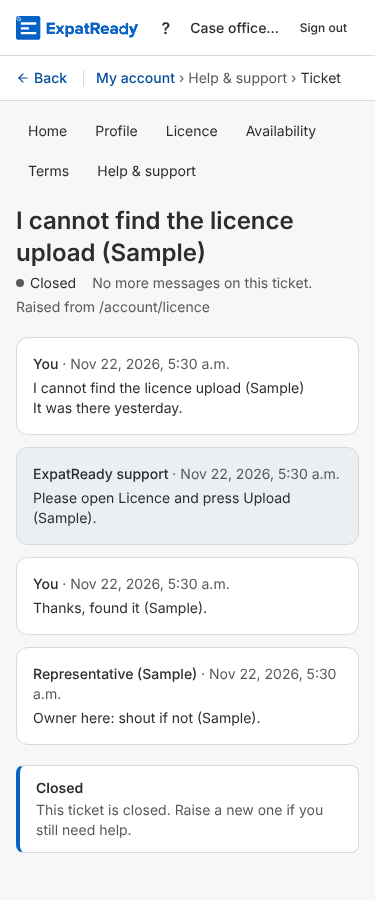 ExpatReady ? Case office... Sign out
← Back My account › Help & support › Ticket
Home Profile Licence Availability
Terms Help & support
I cannot find the licence
upload (Sample)
Closed No more messages on this ticket.
Raised from /account/licence
You · Nov 22, 2026, 5:30 a.m.
I cannot find the licence upload (Sample)
It was there yesterday.
ExpatReady support · Nov 22, 2026, 5:30 a.m.
Please open Licence and press Upload
(Sample).
You · Nov 22, 2026, 5:30 a.m.
Thanks, found it (Sample).
Representative (Sample) · Nov 22, 2026, 5:30
a.m.
Owner here: shout if not (Sample).
Closed
This ticket is closed. Raise a new one if you
still need help.